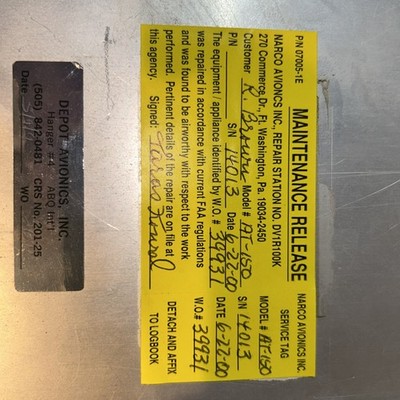 P/N 07005-1E
MAINTENANCE RELEASE
NARCO AVIONICS INC., REPAIR STATION NO. DV1R100K
270 Commerce Dr., Ft. Washington, Pa. 19034-2450
Customer K. Brown Model # AT-150
P/N S/N 14013 Date 6-22-00
The equipment / appliance identified by W.O.# 39931
was repaired in accordance with current FAA regulations
and was found to be airworthy with respect to the work
performed. Pertinent details of the repair are on file at
this agency. Signed:
NARCO AVIONICS INC.
SERVICE TAG
MODEL # AT-150
S/N 14013
DATE 6-22-00
W.O.# 39931
DETACH AND AFFIX
TO LOGBOOK
DEPOT AVIONICS, INC.
Hanger #4 ABQ Int'l
(505) 842-0481 CRS No. 201-25
Date WO